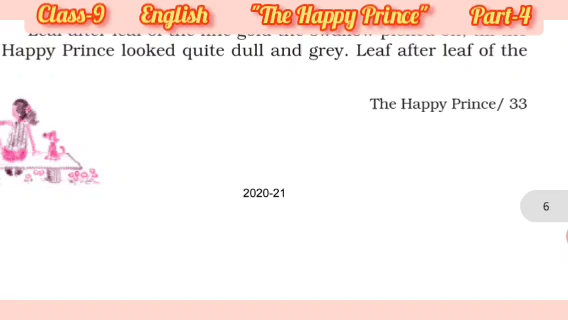 Class-9 English "The Happy Prince" Part-4
Happy Prince looked quite dull and grey. Leaf after leaf of the
The Happy Prince/ 33
2020-21
6